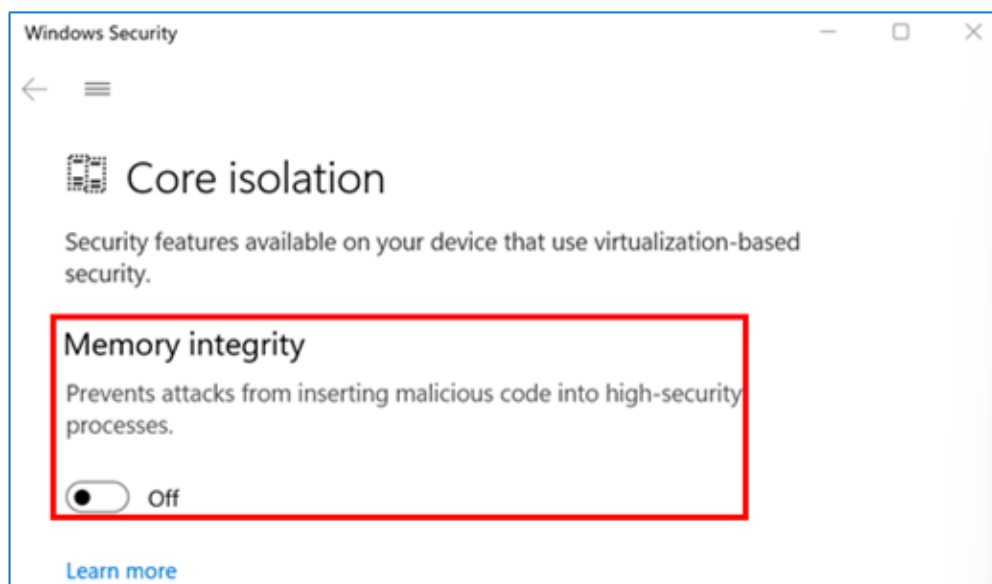 Windows Security
Core isolation
Security features available on your device that use virtualization-based
security.
Memory integrity
Prevents attacks from inserting malicious code into high-security
processes.
Off
Learn more